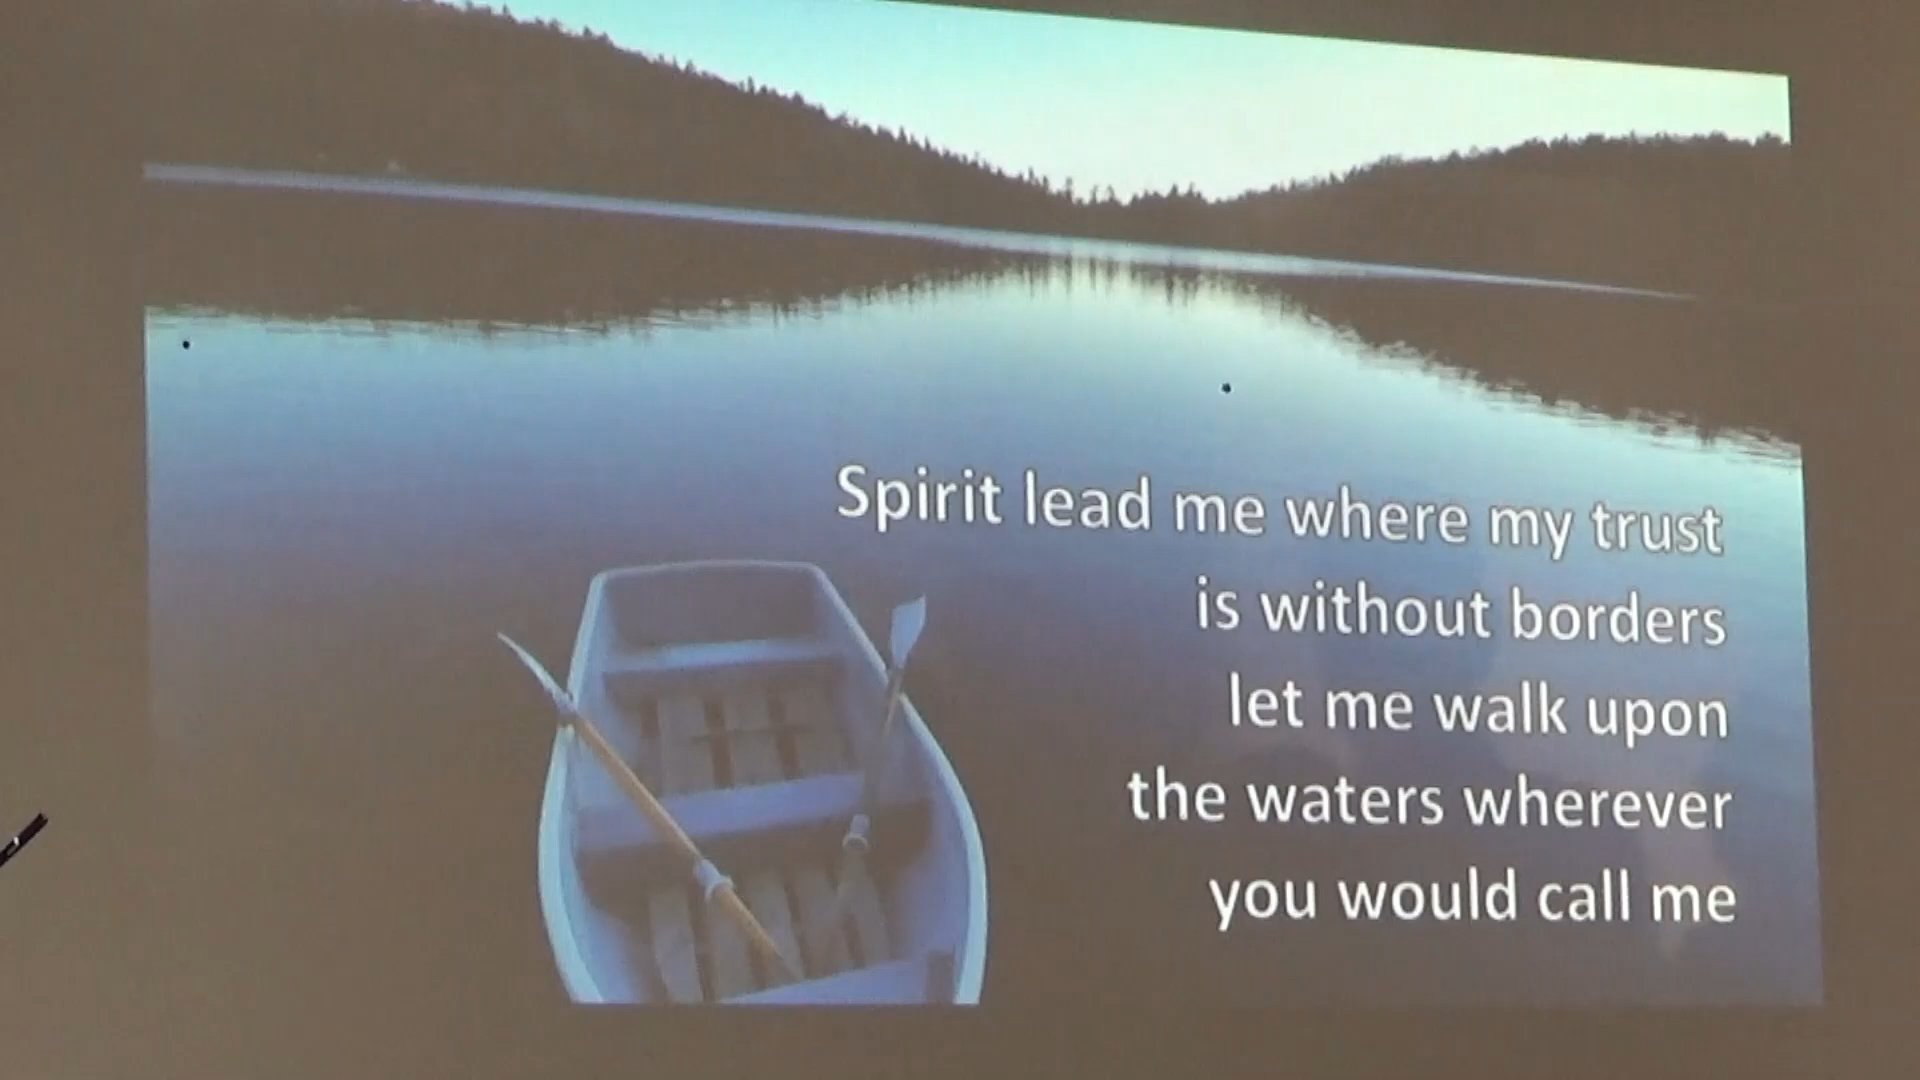 Spirit lead me where my trust
is without borders
let me walk upon
the waters wherever
you would call me